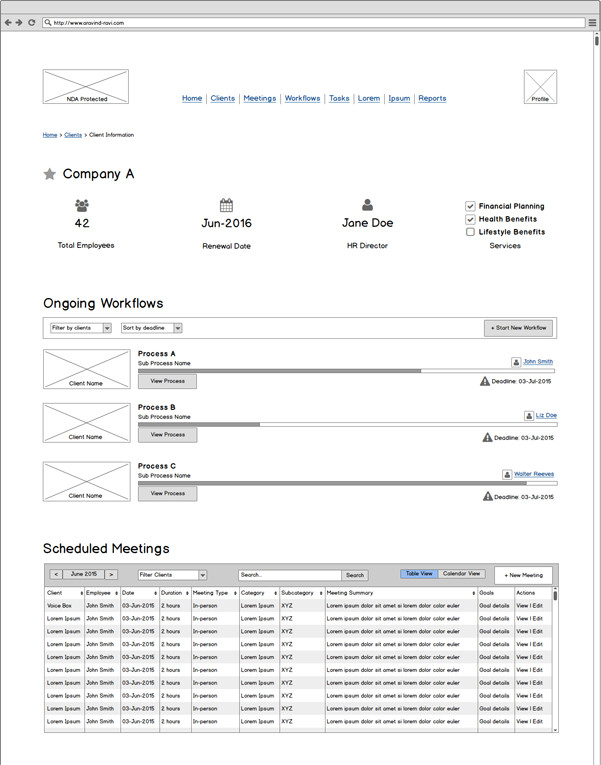 http://www.aravind-ravi.com
NDA Protected
Home | Clients | Meetings | Workflows | Tasks | Lorem | Ipsum | Reports
Profile
Home > Clients > Client Information
Company A
42
Total Employees
Jun-2016
Renewal Date
Jane Doe
HR Director
Financial Planning
Health Benefits
Lifestyle Benefits
Services
Ongoing Workflows
Filter by clients
Sort by deadline
+ Start New Workflow
Client Name
Process A
Sub Process Name
John Smith
View Process
Deadline: 03-Jul-2015
Client Name
Process B
Sub Process Name
Liz Doe
View Process
Deadline: 03-Jul-2015
Client Name
Process C
Sub Process Name
Walter Reeves
View Process
Deadline: 03-Jul-2015
Scheduled Meetings
< June 2015 >
Filter Clients
Search..
Search
Table View
Calendar View
+ New Meeting
Client Employee Date Duration Meeting Type Category Subcategory Meeting Summary Goals Actions
Voice Box John Smith 03-Jun-2015 2 hours In-person Lorem Ipsum XYZ Lorem ipsum dolor sit amet si lorem dolor color euler Goal details View | Edit
Lorem Ipsum John Smith 03-Jun-2015 2 hours In-person Lorem Ipsum XYZ Lorem ipsum dolor sit amet si lorem dolor color euler Goal details View | Edit
Lorem Ipsum John Smith 03-Jun-2015 2 hours In-person Lorem Ipsum XYZ Lorem ipsum dolor sit amet si lorem dolor color euler Goal details View | Edit
Lorem Ipsum John Smith 03-Jun-2015 2 hours In-person Lorem Ipsum XYZ Lorem ipsum dolor sit amet si lorem dolor color euler Goal details View | Edit
Lorem Ipsum John Smith 03-Jun-2015 2 hours In-person Lorem Ipsum XYZ Lorem ipsum dolor sit amet si lorem dolor color euler Goal details View | Edit
Lorem Ipsum John Smith 03-Jun-2015 2 hours In-person Lorem Ipsum XYZ Lorem ipsum dolor sit amet si lorem dolor color euler Goal details View | Edit
Lorem Ipsum John Smith 03-Jun-2015 2 hours In-person Lorem Ipsum XYZ Lorem ipsum dolor sit amet si lorem dolor color euler Goal details View | Edit
Lorem Ipsum John Smith 03-Jun-2015 2 hours In-person Lorem Ipsum XYZ Lorem ipsum dolor sit amet si lorem dolor color euler Goal details View | Edit
Lorem Ipsum John Smith 03-Jun-2015 2 hours In-person Lorem Ipsum XYZ Lorem ipsum dolor sit amet si lorem dolor color euler Goal details View | Edit
Lorem Ipsum John Smith 03-Jun-2015 2 hours In-person Lorem Ipsum XYZ Lorem ipsum dolor sit amet si lorem dolor color euler Goal details View | Edit